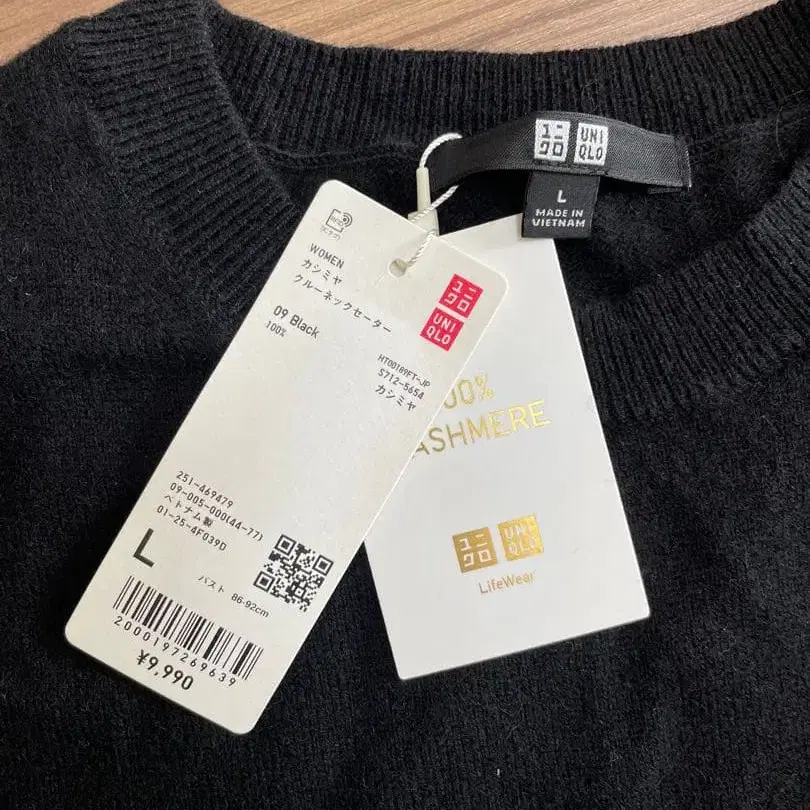 ユニ
クロ
UNI
QLO
L
MADE IN
VIETNAM
WOMEN
カシミヤ
クルーネックセーター
ユニ
クロ
UNI
QLO
09 Black
100%
HT00189FT-JP
S712-5654
カシミヤ
251-469479
09-005-000(44-77)
ベトナム製
01-25-4F039D
L
バスト 86-92cm
2000197269639
¥9,990
00%
ASHMERE
ユニ
クロ
UNI
QLO
LifeWear